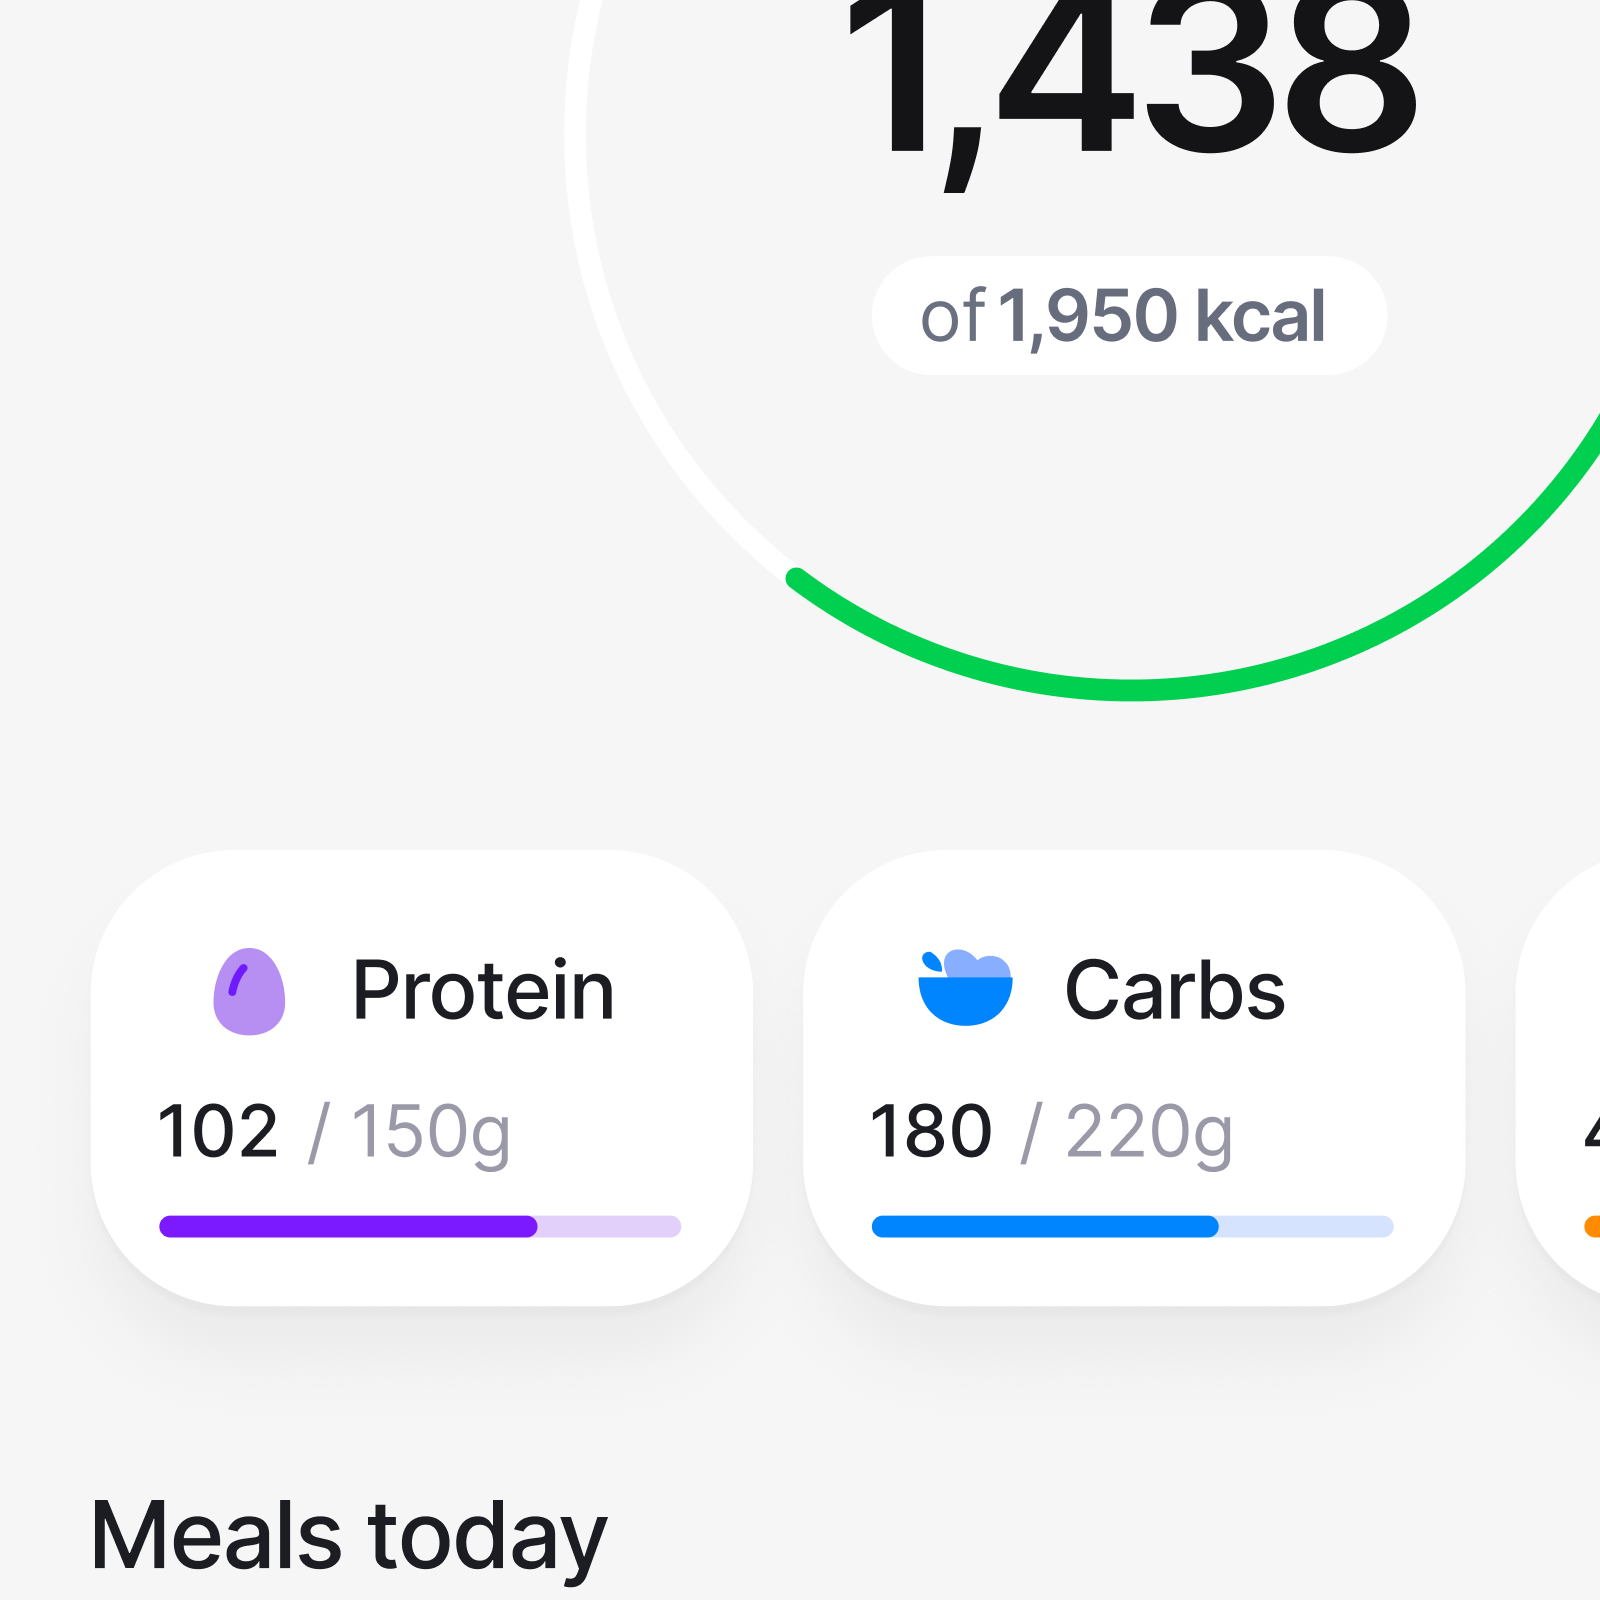 1,438
of 1,950 kcal
Protein
Carbs
102 / 150g
180 / 220g
Meals today